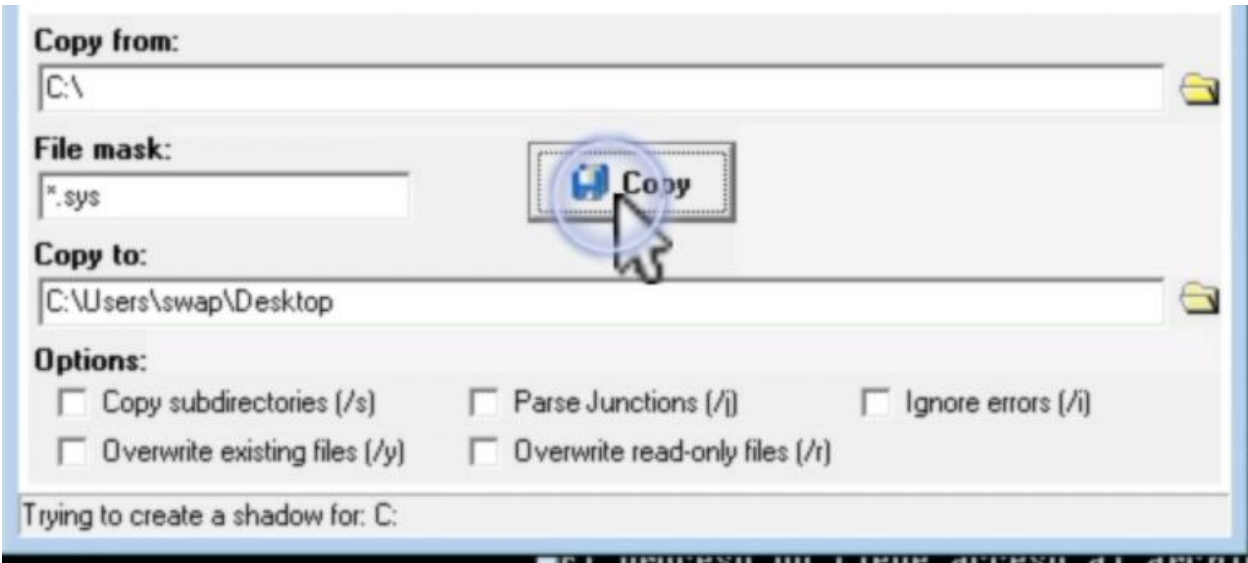 Copy from:
C:\
File mask:
*.sys
Copy
Copy to:
C:\Users\swap\Desktop
Options:
Copy subdirectories (/s) Parse Junctions (/j) Ignore errors (/i)
Overwrite existing files (/y) Overwrite read-only files (/r)
Trying to create a shadow for: C: